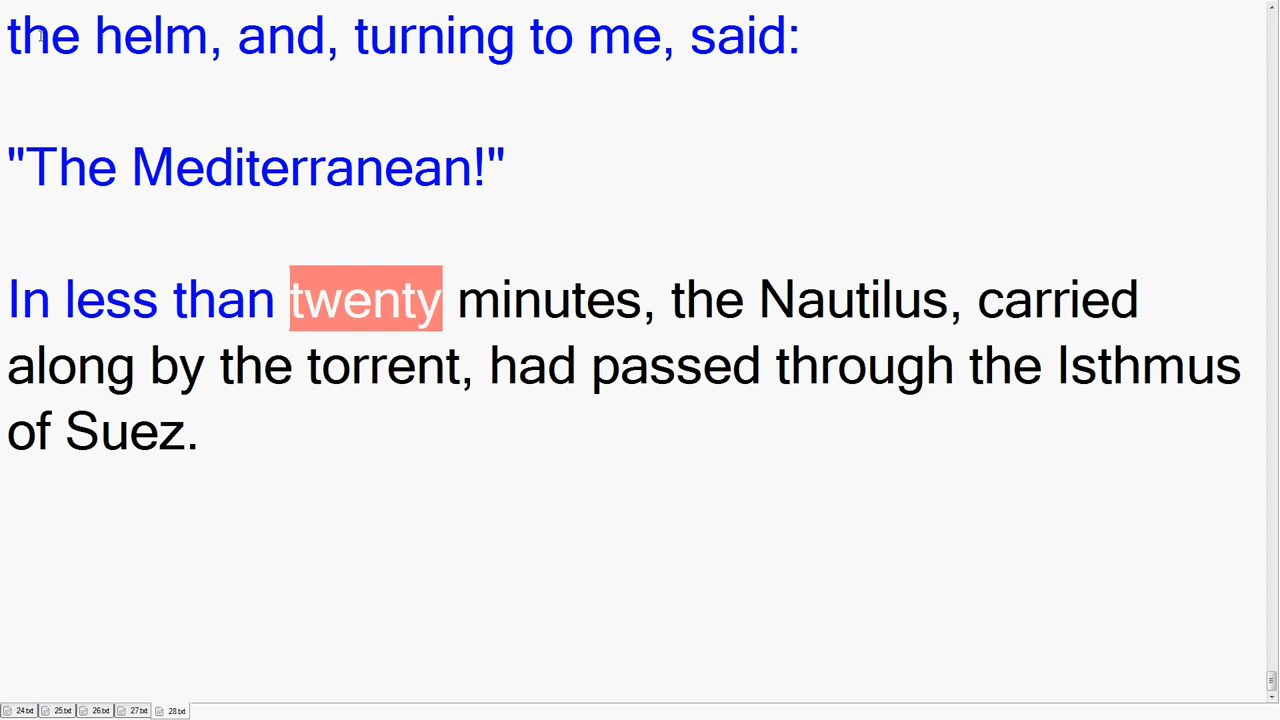 the helm, and, turning to me, said:
"The Mediterranean!"
In less than twenty minutes, the Nautilus, carried
along by the torrent, had passed through the Isthmus
of Suez.
24.txt 25.txt 26.txt 27.txt 28.txt